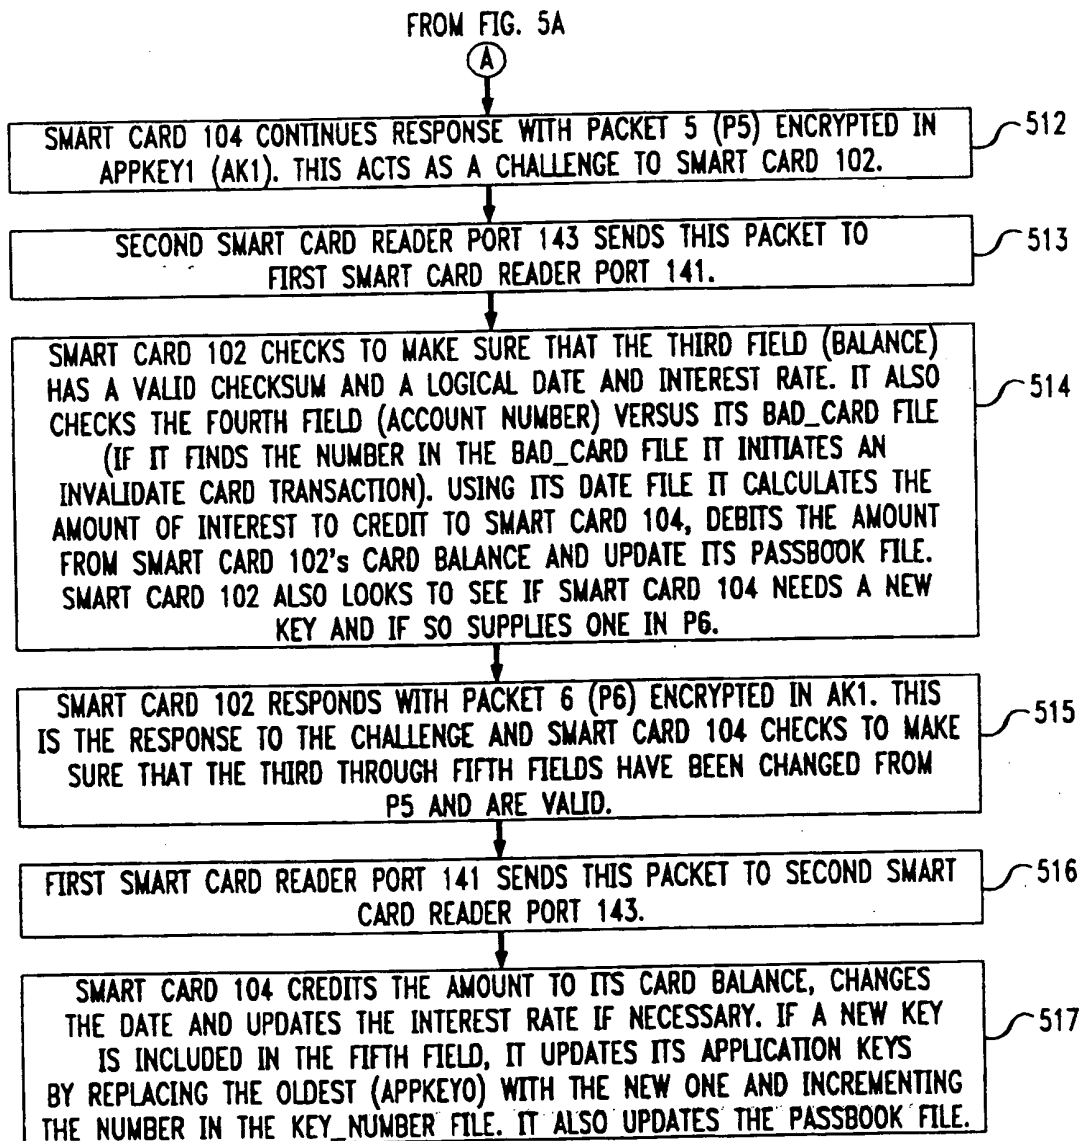 FROM FIG. 5A
A
SMART CARD 104 CONTINUES RESPONSE WITH PACKET 5 (P5) ENCRYPTED IN
APPKEY1 (AK1). THIS ACTS AS A CHALLENGE TO SMART CARD 102.
512
SECOND SMART CARD READER PORT 143 SENDS THIS PACKET TO
FIRST SMART CARD READER PORT 141.
513
SMART CARD 102 CHECKS TO MAKE SURE THAT THE THIRD FIELD (BALANCE)
HAS A VALID CHECKSUM AND A LOGICAL DATE AND INTEREST RATE. IT ALSO
CHECKS THE FOURTH FIELD (ACCOUNT NUMBER) VERSUS ITS BAD_CARD FILE
(IF IT FINDS THE NUMBER IN THE BAD_CARD FILE IT INITIATES AN
INVALIDATE CARD TRANSACTION). USING ITS DATE FILE IT CALCULATES THE
AMOUNT OF INTEREST TO CREDIT TO SMART CARD 104, DEBITS THE AMOUNT
FROM SMART CARD 102's CARD BALANCE AND UPDATE ITS PASSBOOK FILE.
SMART CARD 102 ALSO LOOKS TO SEE IF SMART CARD 104 NEEDS A NEW
KEY AND IF SO SUPPLIES ONE IN P6.
514
SMART CARD 102 RESPONDS WITH PACKET 6 (P6) ENCRYPTED IN AK1. THIS
IS THE RESPONSE TO THE CHALLENGE AND SMART CARD 104 CHECKS TO MAKE
SURE THAT THE THIRD THROUGH FIFTH FIELDS HAVE BEEN CHANGED FROM
P5 AND ARE VALID.
515
FIRST SMART CARD READER PORT 141 SENDS THIS PACKET TO SECOND SMART
CARD READER PORT 143.
516
SMART CARD 104 CREDITS THE AMOUNT TO ITS CARD BALANCE, CHANGES
THE DATE AND UPDATES THE INTEREST RATE IF NECESSARY. IF A NEW KEY
IS INCLUDED IN THE FIFTH FIELD, IT UPDATES ITS APPLICATION KEYS
BY REPLACING THE OLDEST (APPKEY0) WITH THE NEW ONE AND INCREMENTING
THE NUMBER IN THE KEY_NUMBER FILE. IT ALSO UPDATES THE PASSBOOK FILE.
517